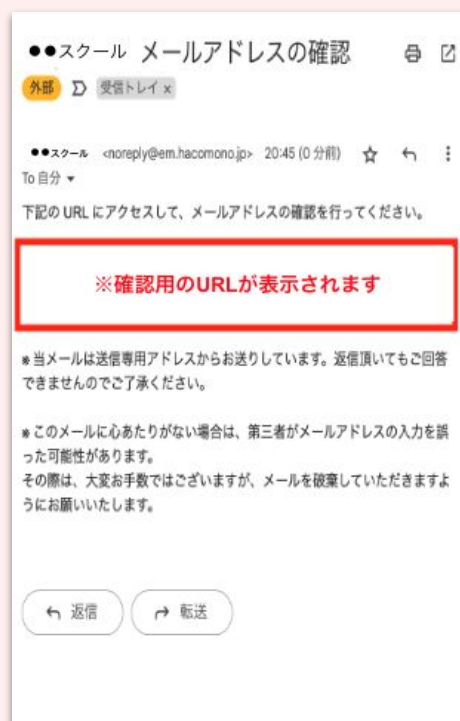 ●●スクール メールアドレスの確認
外部 受信トレイ x
●●スクール <noreply@em.hacomono.jp> 20:45 (0 分前)
To 自分
下記の URL にアクセスして、メールアドレスの確認を行ってください。
※確認用のURLが表示されます
※当メールは送信専用アドレスからお送りしています。返信頂いてもご回答
できませんのでご了承ください。
※このメールに心あたりがない場合は、第三者がメールアドレスの入力を誤
った可能性があります。
その際は、大変お手数ではございますが、メールを破棄していただきますよ
うにお願いいたします。
返信 転送